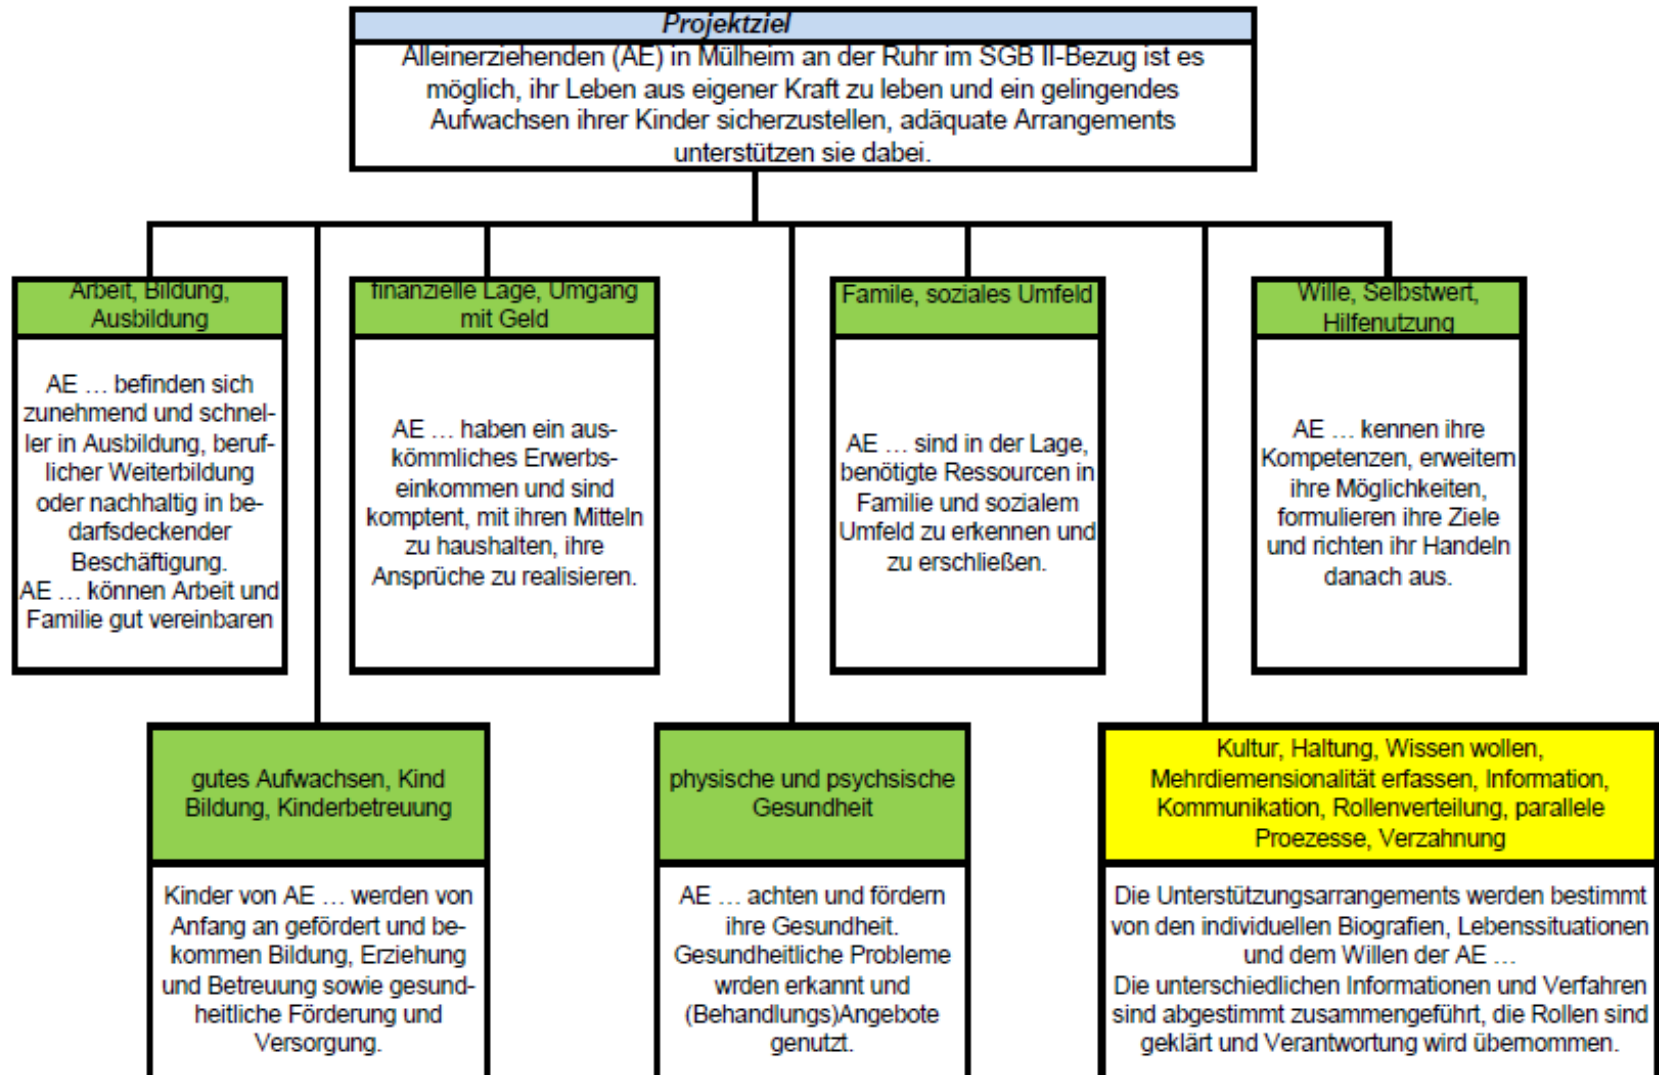 Projektziel
Alleinerziehenden (AE) in Mülheim an der Ruhr im SGB II-Bezug ist es
möglich, ihr Leben aus eigener Kraft zu leben und ein gelingendes
Aufwachsen ihrer Kinder sicherzustellen, adäquate Arrangements
unterstützen sie dabei.
Arbeit, Bildung,
Ausbildung
AE … befinden sich
zunehmend und schnel-
ler in Ausbildung, beruf-
licher Weiterbildung
oder nachhaltig in be-
darfsdeckender
Beschäftigung.
AE … können Arbeit und
Familie gut vereinbaren
finanzielle Lage, Umgang
mit Geld
AE … haben ein aus-
kömmliches Erwerbs-
einkommen und sind
komptent, mit ihren Mitteln
zu haushalten, ihre
Ansprüche zu realisieren.
Famile, soziales Umfeld
AE … sind in der Lage,
benötigte Ressourcen in
Familie und sozialem
Umfeld zu erkennen und
zu erschließen.
Wille, Selbstwert,
Hilfenutzung
AE … kennen ihre
Kompetenzen, erweitern
ihre Möglichkeiten,
formulieren ihre Ziele
und richten ihr Handeln
danach aus.
gutes Aufwachsen, Kind
Bildung, Kinderbetreuung
Kinder von AE … werden von
Anfang an gefördert und be-
kommen Bildung, Erziehung
und Betreuung sowie gesund-
heitliche Förderung und
Versorgung.
physische und psychsische
Gesundheit
AE … achten und fördern
ihre Gesundheit.
Gesundheitliche Probleme
wrden erkannt und
(Behandlungs)Angebote
genutzt.
Kultur, Haltung, Wissen wollen,
Mehrdiemensionalität erfassen, Information,
Kommunikation, Rollenverteilung, parallele
Proezesse, Verzahnung
Die Unterstützungsarrangements werden bestimmt
von den individuellen Biografien, Lebenssituationen
und dem Willen der AE …
Die unterschiedlichen Informationen und Verfahren
sind abgestimmt zusammengeführt, die Rollen sind
geklärt und Verantwortung wird übernommen.